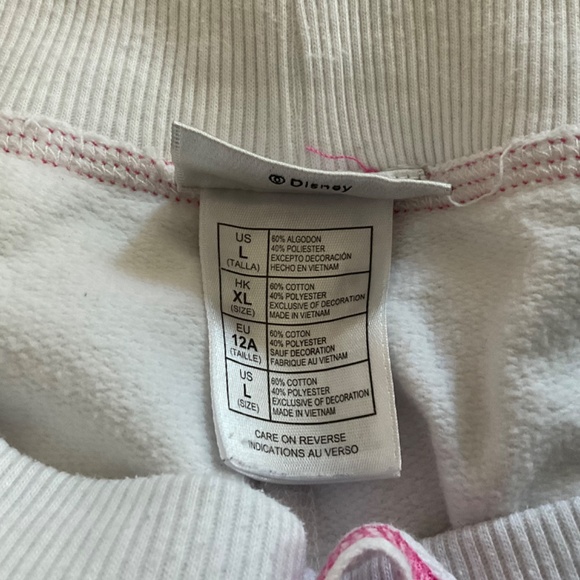 © Disney
US
L
(TALLA)
60% ALGODON
40% POLIESTER
EXCEPTO DECORACIÓN
HECHO EN VIETNAM
HK
XL
(SIZE)
60% COTTON
40% POLYESTER
EXCLUSIVE OF DECORATION
MADE IN VIETNAM
EU
12A
(TAILLE)
60% COTON
40% POLYESTER
SAUF DECORATION
FABRIQUE AU VIETNAM
US
L
(SIZE)
60% COTTON
40% POLYESTER
EXCLUSIVE OF DECORATION
MADE IN VIETNAM
CARE ON REVERSE
INDICATIONS AU VERSO